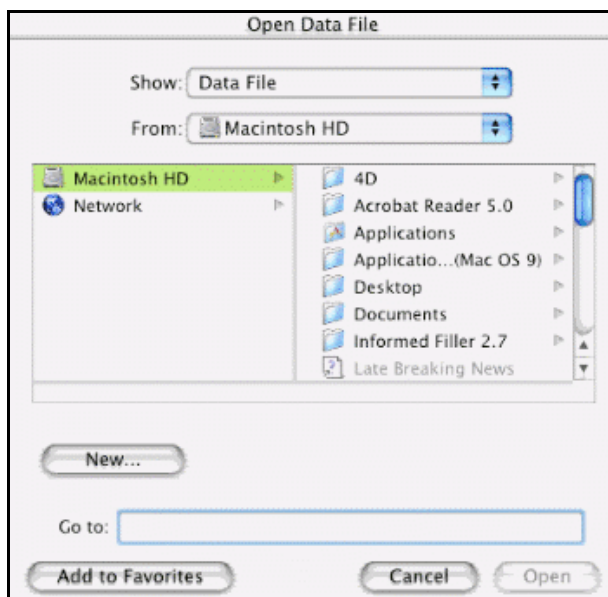 Open Data File
Show: Data File
From: Macintosh HD
Macintosh HD
Network
4D
Acrobat Reader 5.0
Applications
Applicatio...(Mac OS 9)
Desktop
Documents
Informed Filler 2.7
Late Breaking News
New...
Go to:
Add to Favorites
Cancel
Open